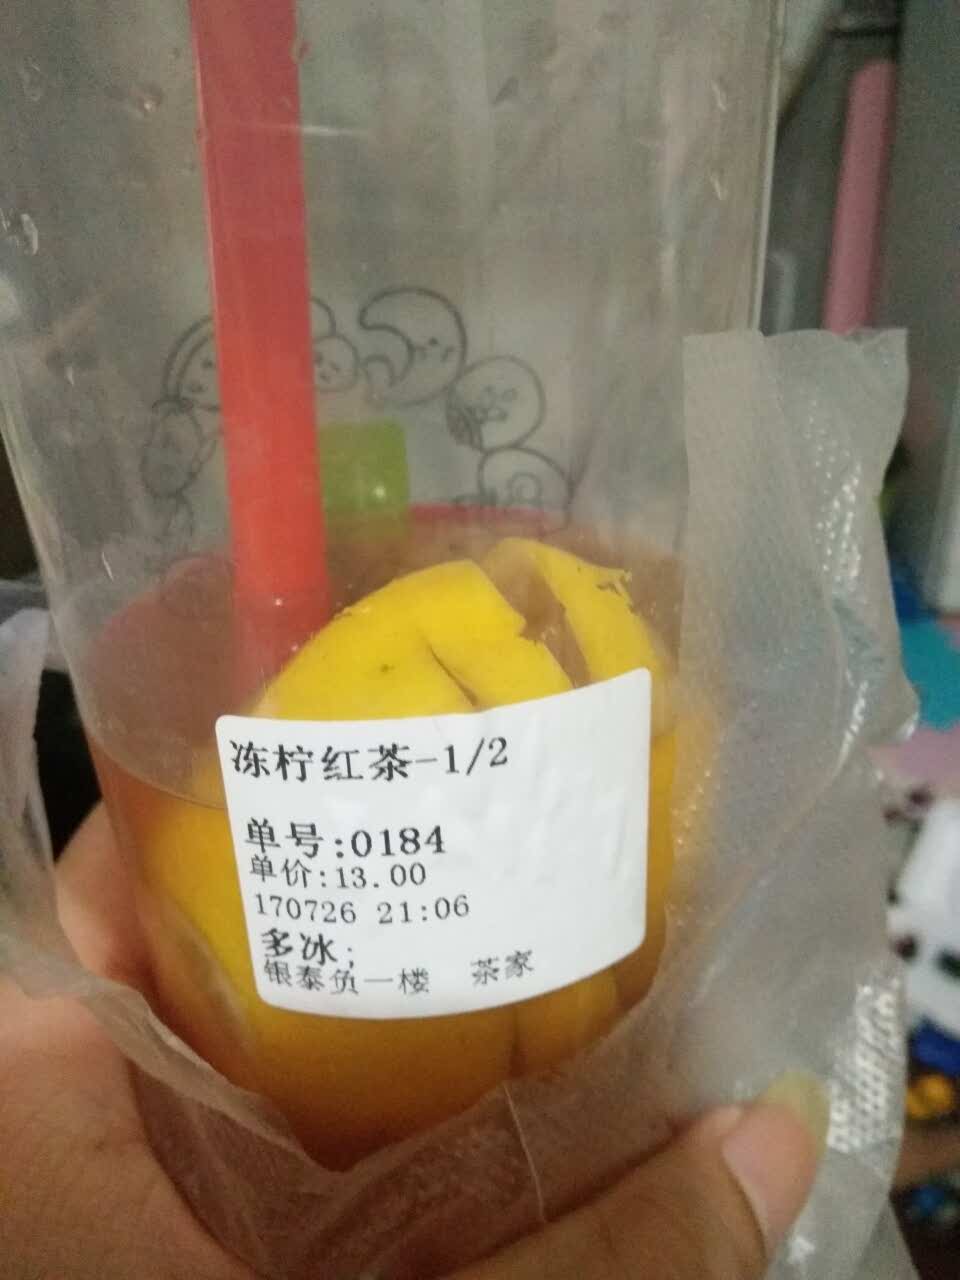 冻柠红茶-1/2
单号:0184
单价:13.00
170726 21:06
多冰;
银泰负一楼 茶家